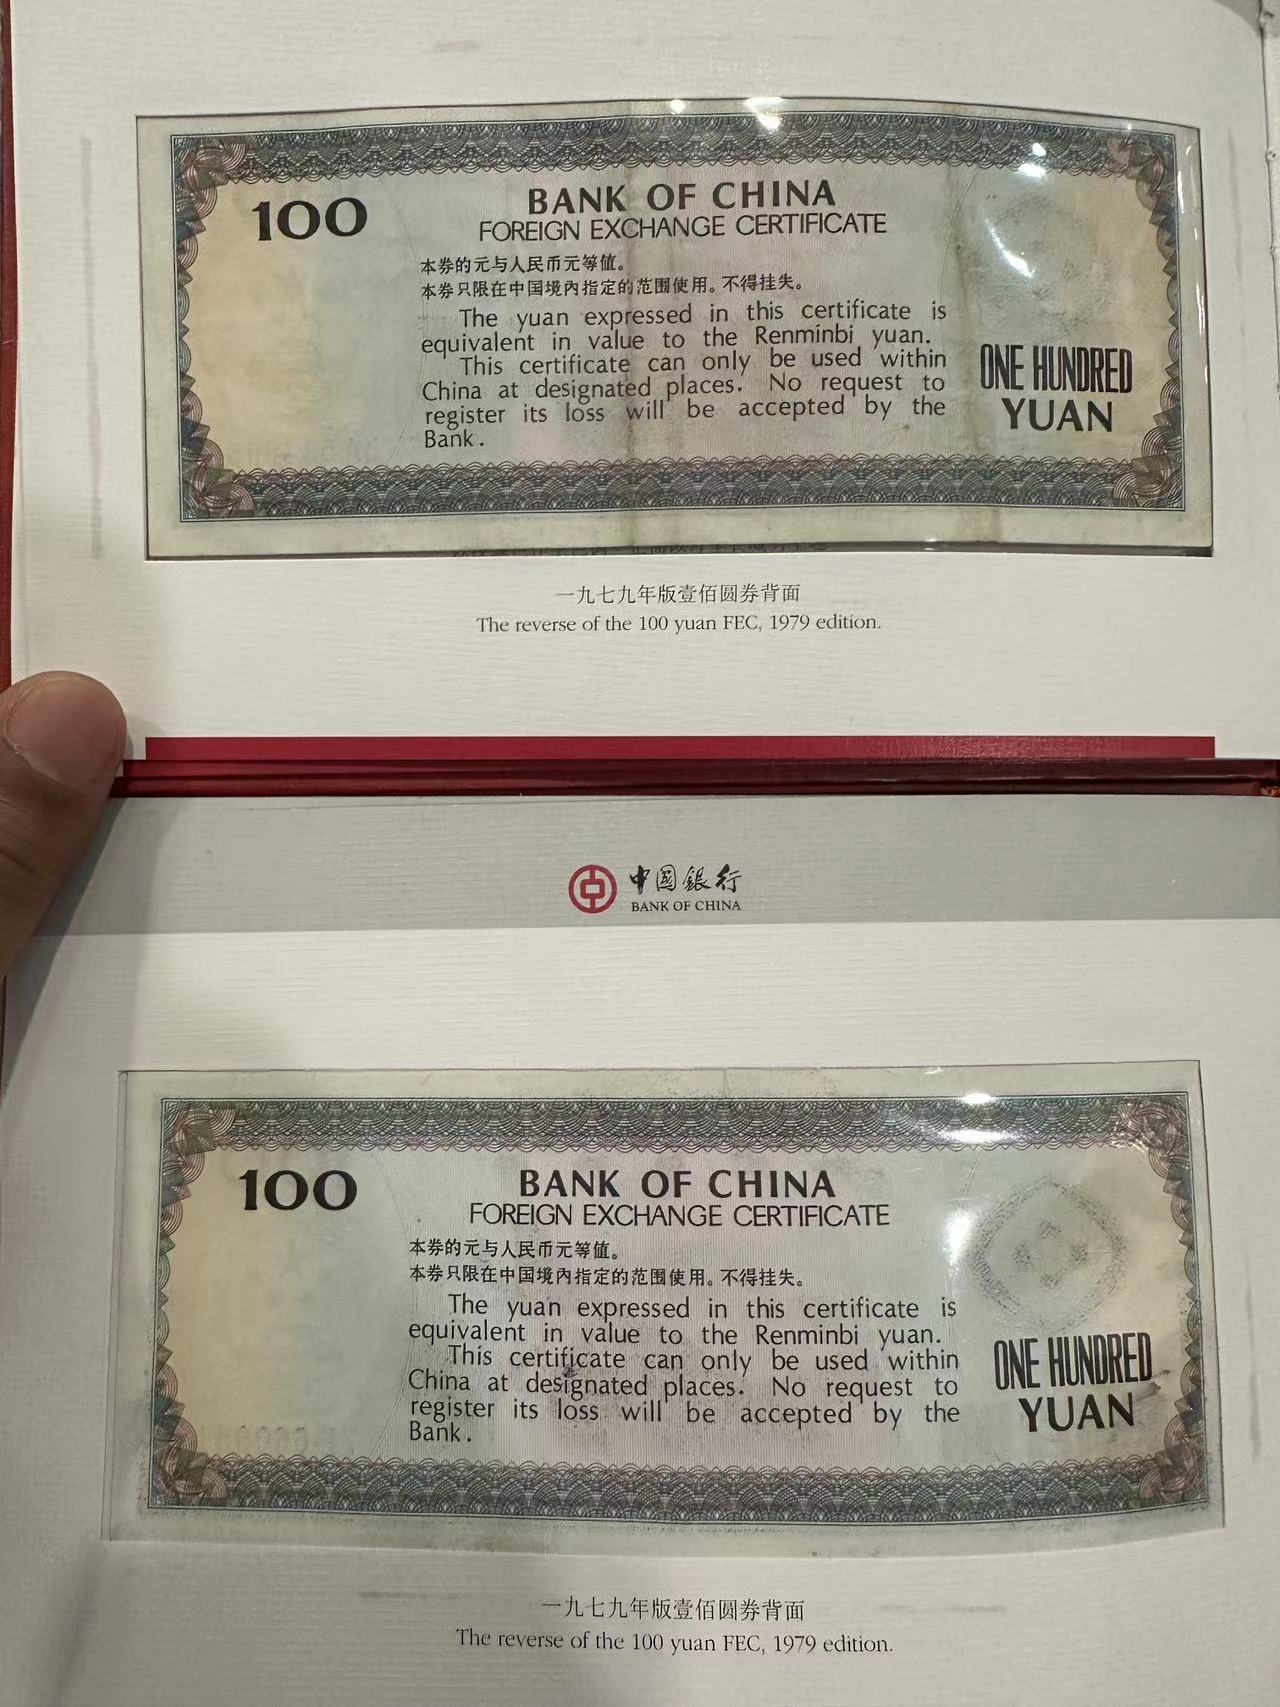 100
BANK OF CHINA
FOREIGN EXCHANGE CERTIFICATE
本券的元与人民币元等值。
本券只限在中国境内指定的范围使用。不得挂失。
The yuan expressed in this certificate is
equivalent in value to the Renminbi yuan.
This certificate can only be used within
China at designated places. No request to
register its loss will be accepted by the
Bank.
ONE HUNDRED
YUAN
一九七九年版壹佰圆券背面
The reverse of the 100 yuan FEC, 1979 edition.
中国銀行
BANK OF CHINA
100
BANK OF CHINA
FOREIGN EXCHANGE CERTIFICATE
本券的元与人民币元等值。
本券只限在中国境内指定的范围使用。不得挂失。
The yuan expressed in this certificate is
equivalent in value to the Renminbi yuan.
This certificate can only be used within
China at designated places. No request to
register its loss will be accepted by the
Bank.
ONE HUNDRED
YUAN
一九七九年版壹佰圆券背面
The reverse of the 100 yuan FEC, 1979 edition.